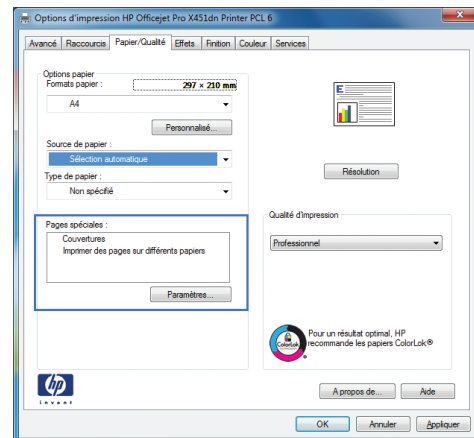 Options d'impression HP Officejet Pro X451dn Printer PCL 6
Avancé Raccourcis Papier/Qualité Effets Finition Couleur Services
Options papier
Formats papier :
297 × 210 mm
A4
Personnalisé...
Source de papier :
Sélection automatique
Type de papier :
Non spécifié
Pages spéciales :
Couvertures
Imprimer des pages sur différents papiers
Paramètres...
E
Résolution
Qualité d'impression
Professionnel
ColorLok
Pour un résultat optimal, HP
recommande les papiers ColorLok®
hp
invent
A propos de... Aide
OK Annuler Appliquer